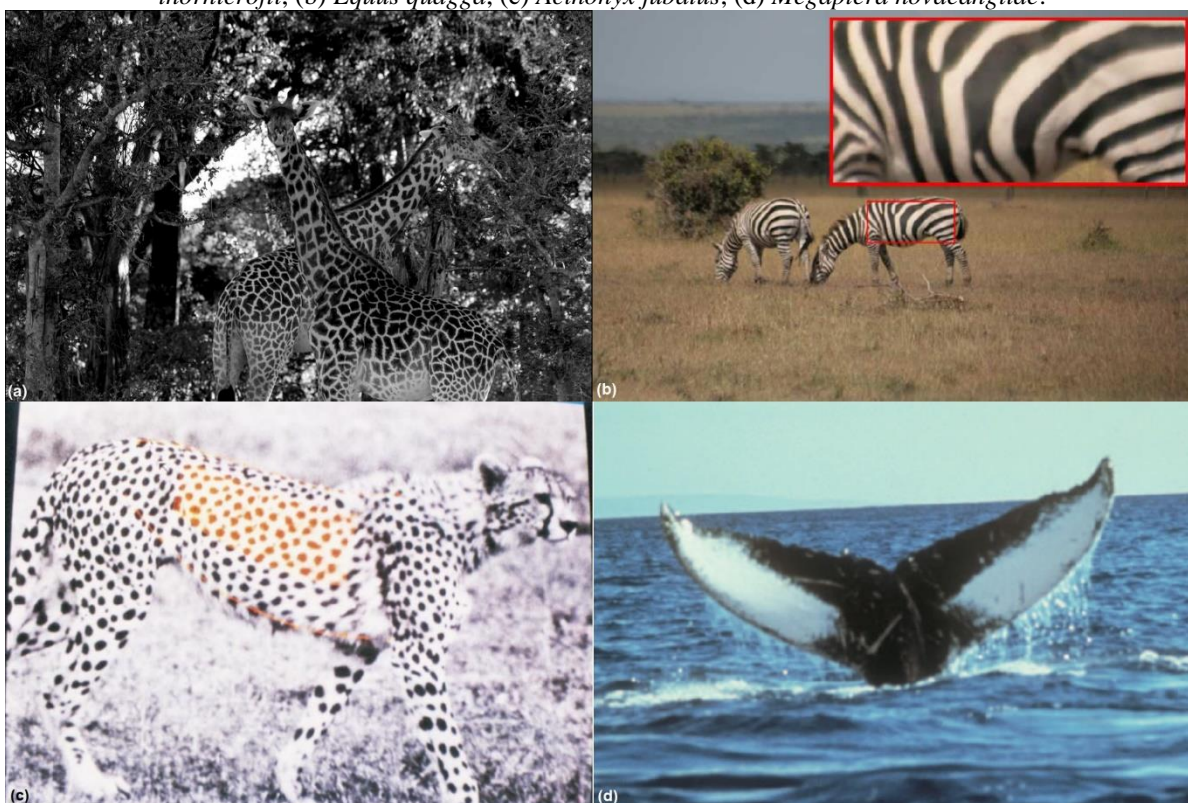 thornicrofti; (b) Equus quagga; (c) Acinonyx jubatus; (d) Megaptera novaeangliae.
(a)
(b)
(c)
(d)